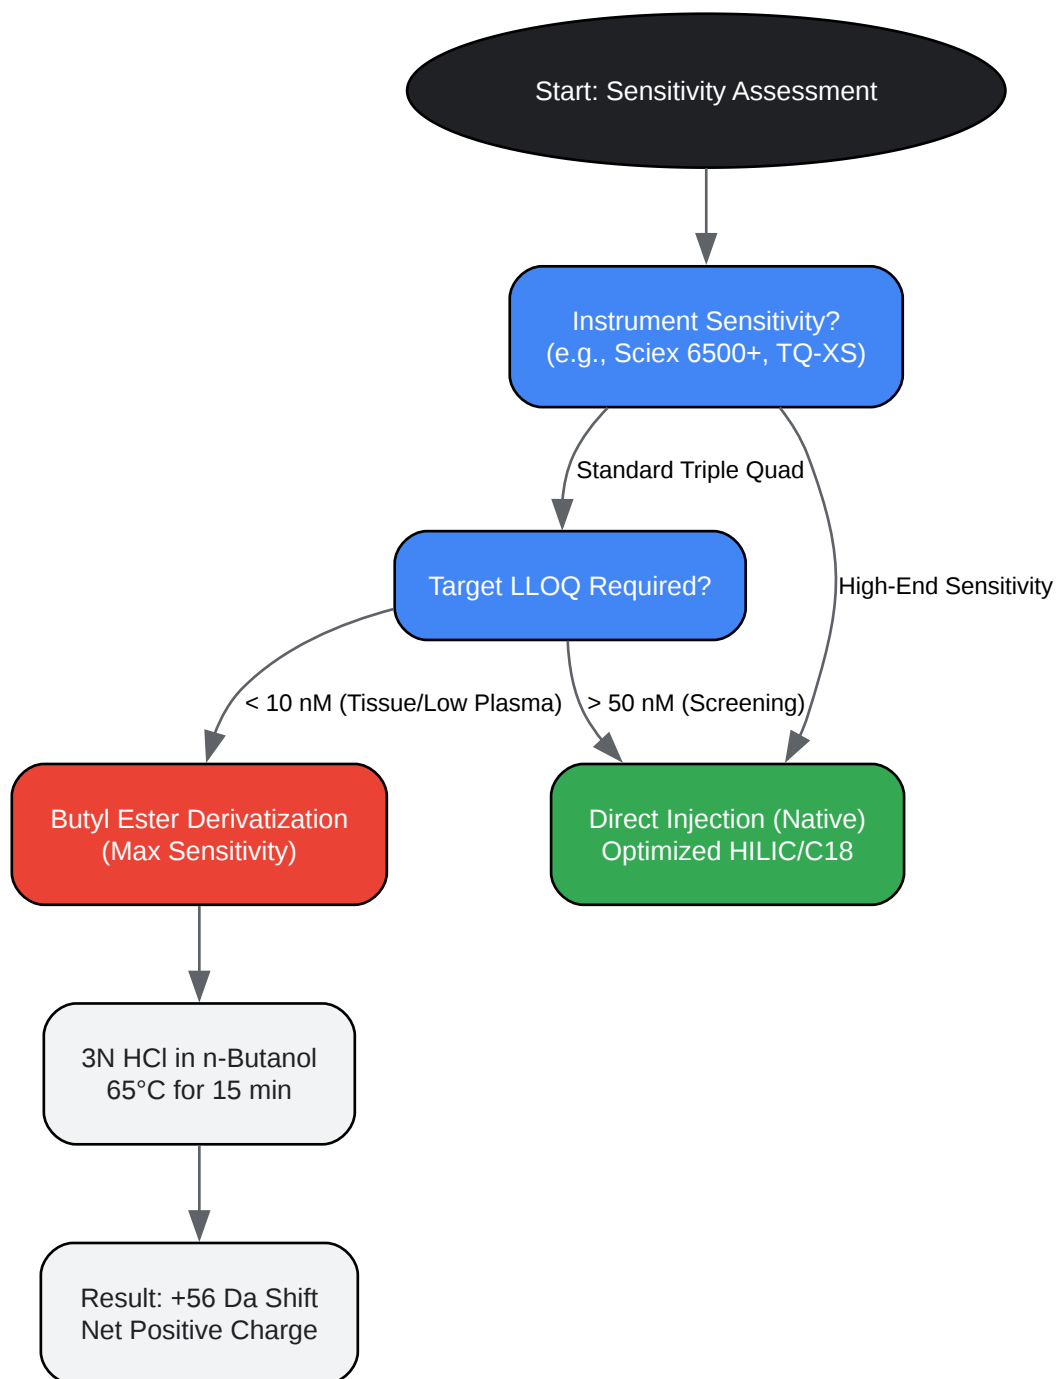 Start: Sensitivity Assessment
Instrument Sensitivity?
(e.g., Sciex 6500+, TQ-XS)
Standard Triple Quad
High-End Sensitivity
Target LLOQ Required?
< 10 nM (Tissue/Low Plasma)
> 50 nM (Screening)
Butyl Ester Derivatization
(Max Sensitivity)
Direct Injection (Native)
Optimized HILIC/C18
3N HCl in n-Butanol
65°C for 15 min
Result: +56 Da Shift
Net Positive Charge